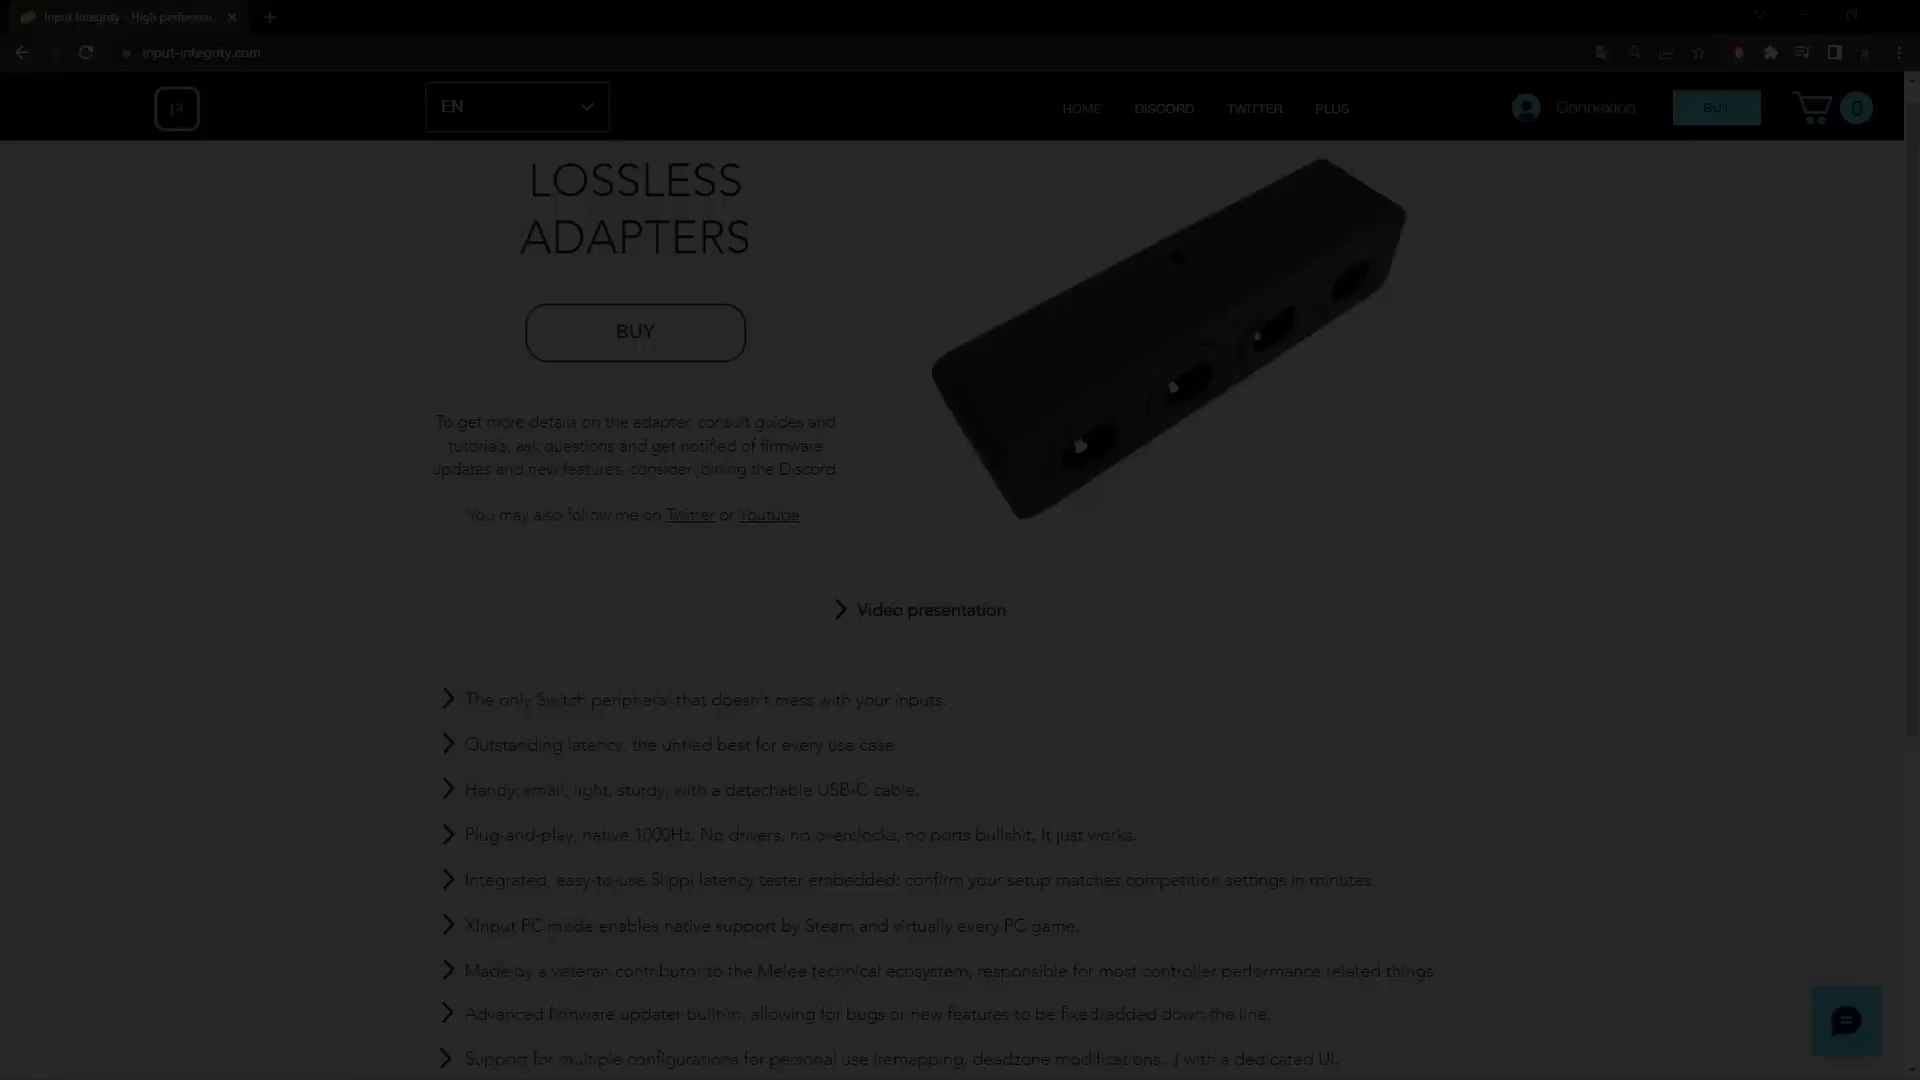 Input Integrity - High performa
input-integrity.com
I²
EN
HOME
DISCORD
TWITTER
PLUS
Connexion
BUY
0
LOSSLESS
ADAPTERS
BUY
To get more details on the adapter, consult guides and
tutorials, ask questions and get notified of firmware
updates and new features, consider joining the Discord.
You may also follow me on Twitter or Youtube.
Video presentation
The only Switch peripheral that doesn't mess with your inputs.
Outstanding latency, the untied best for every use case.
Handy: small, light, sturdy, with a detachable USB-C cable.
Plug-and-play, native 1000Hz. No drivers, no overclocks, no ports bullshit. It just works.
Integrated, easy-to-use Slippi latency tester embedded: confirm your setup matches competition settings in minutes.
XInput PC mode enables native support by Steam and virtually every PC game.
Made by a veteran contributor to the Melee technical ecosystem, responsible for most controller performance related things
Advanced firmware updater built-in, allowing for bugs or new features to be fixed/added down the line.
Support for multiple configurations for personal use (remapping, deadzone modifications...) with a dedicated UI.